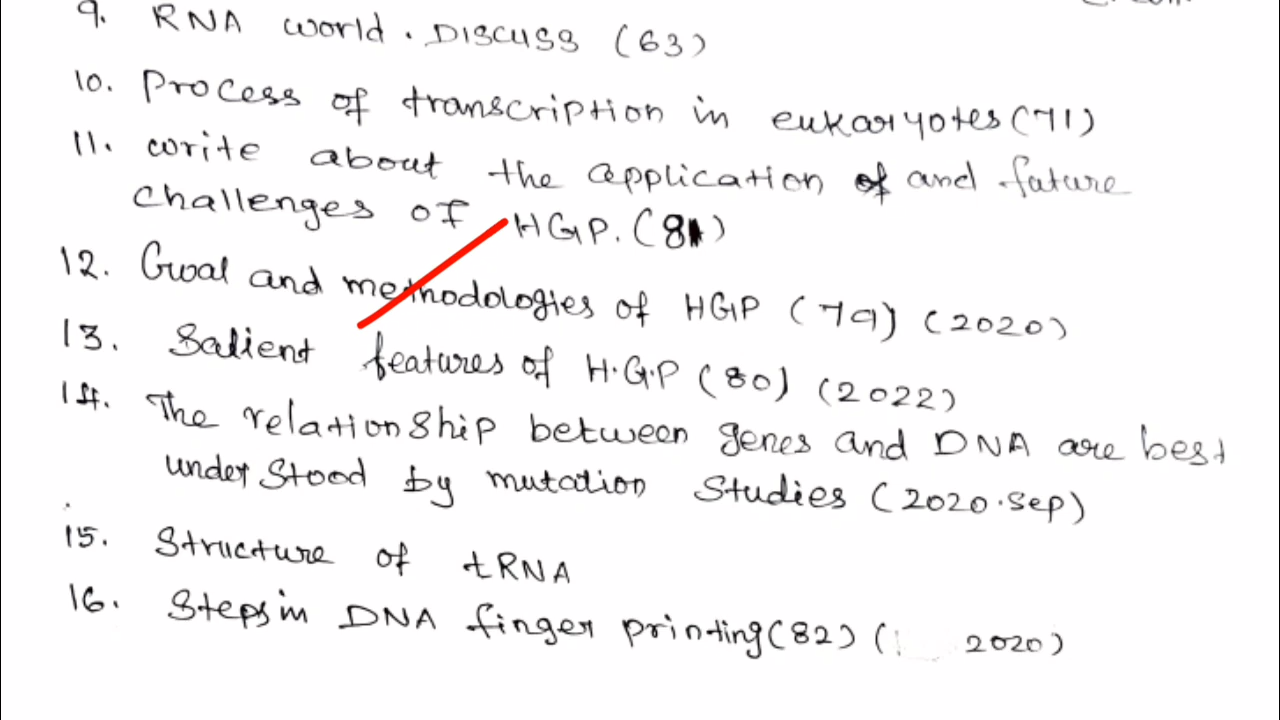 9. RNA world. Discuss (63)
10. Process of transcription in eukaryotes (71)
11. write about the application of and future
challenges of HGP. (81)
12. Goal and methodologies of HGP (79) (2020)
13. Salient features of H.G.P (80) (2022)
14. The relationship between genes and DNA are best
understood by mutation Studies (2020.Sep)
15. Structure of tRNA
16. Steps in DNA finger printing (82) ( 2020)